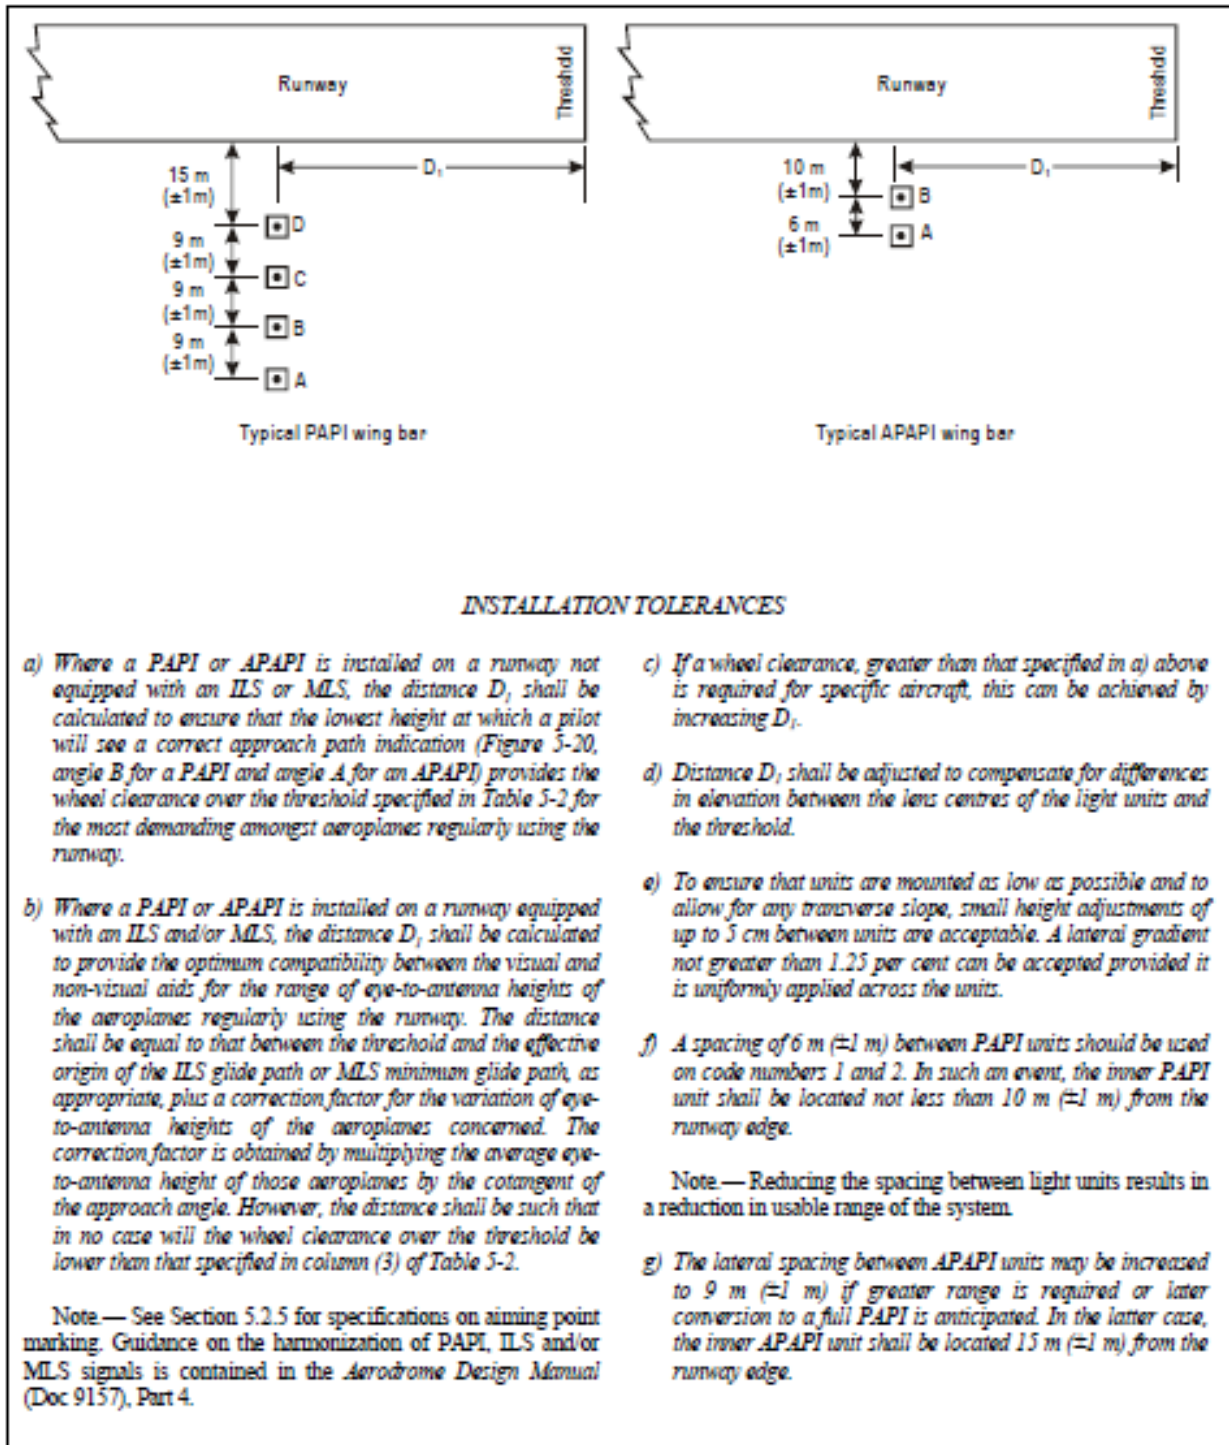 Runway
Threshold
15 m
(±1m)
D₁
D
9 m
(±1m)
C
9 m
(±1m)
B
9 m
(±1m)
A
Typical PAPI wing bar
Runway
Threshold
10 m
(±1m)
D₁
B
6 m
(±1m)
A
Typical APAPI wing bar
INSTALLATION TOLERANCES
a) Where a PAPI or APAPI is installed on a runway not
equipped with an ILS or MLS, the distance D₁ shall be
calculated to ensure that the lowest height at which a pilot
will see a correct approach path indication (Figure 5-20,
angle B for a PAPI and angle A for an APAPI) provides the
wheel clearance over the threshold specified in Table 5-2 for
the most demanding amongst aeroplanes regularly using the
runway.
b) Where a PAPI or APAPI is installed on a runway equipped
with an ILS and/or MLS, the distance D₁ shall be calculated
to provide the optimum compatibility between the visual and
non-visual aids for the range of eye-to-antenna heights of
the aeroplanes regularly using the runway. The distance
shall be equal to that between the threshold and the effective
origin of the ILS glide path or MLS minimum glide path, as
appropriate, plus a correction factor for the variation of eye-
to-antenna heights of the aeroplanes concerned. The
correction factor is obtained by multiplying the average eye-
to-antenna height of those aeroplanes by the cotangent of
the approach angle. However, the distance shall be such that
in no case will the wheel clearance over the threshold be
lower than that specified in column (3) of Table 5-2.
Note.— See Section 5.2.5 for specifications on aiming point
marking. Guidance on the harmonization of PAPI, ILS and/or
MLS signals is contained in the Aerodrome Design Manual
(Doc 9157), Part 4.
c) If a wheel clearance, greater than that specified in a) above
is required for specific aircraft, this can be achieved by
increasing D₁.
d) Distance D₁ shall be adjusted to compensate for differences
in elevation between the lens centres of the light units and
the threshold.
e) To ensure that units are mounted as low as possible and to
allow for any transverse slope, small height adjustments of
up to 5 cm between units are acceptable. A lateral gradient
not greater than 1.25 per cent can be accepted provided it
is uniformly applied across the units.
f) A spacing of 6 m (±1 m) between PAPI units should be used
on code numbers 1 and 2. In such an event, the inner PAPI
unit shall be located not less than 10 m (±1 m) from the
runway edge.
Note.— Reducing the spacing between light units results in
a reduction in usable range of the system.
g) The lateral spacing between APAPI units may be increased
to 9 m (±1 m) if greater range is required or later
conversion to a full PAPI is anticipated. In the latter case,
the inner APAPI unit shall be located 15 m (±1 m) from the
runway edge.